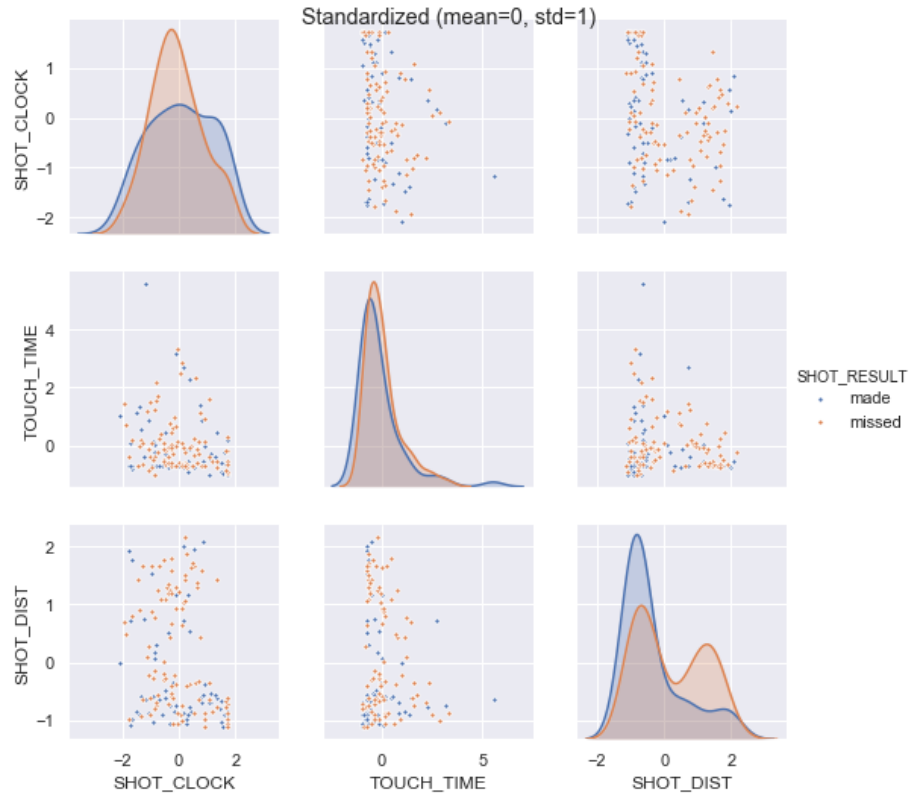 Standardized (mean=0, std=1)
SHOT_CLOCK
1
0
−1
−2
TOUCH_TIME
4
2
0
SHOT_RESULT
made
missed
SHOT_DIST
2
1
0
−1
−2 0 2
SHOT_CLOCK
0 5
TOUCH_TIME
−2 0 2
SHOT_DIST